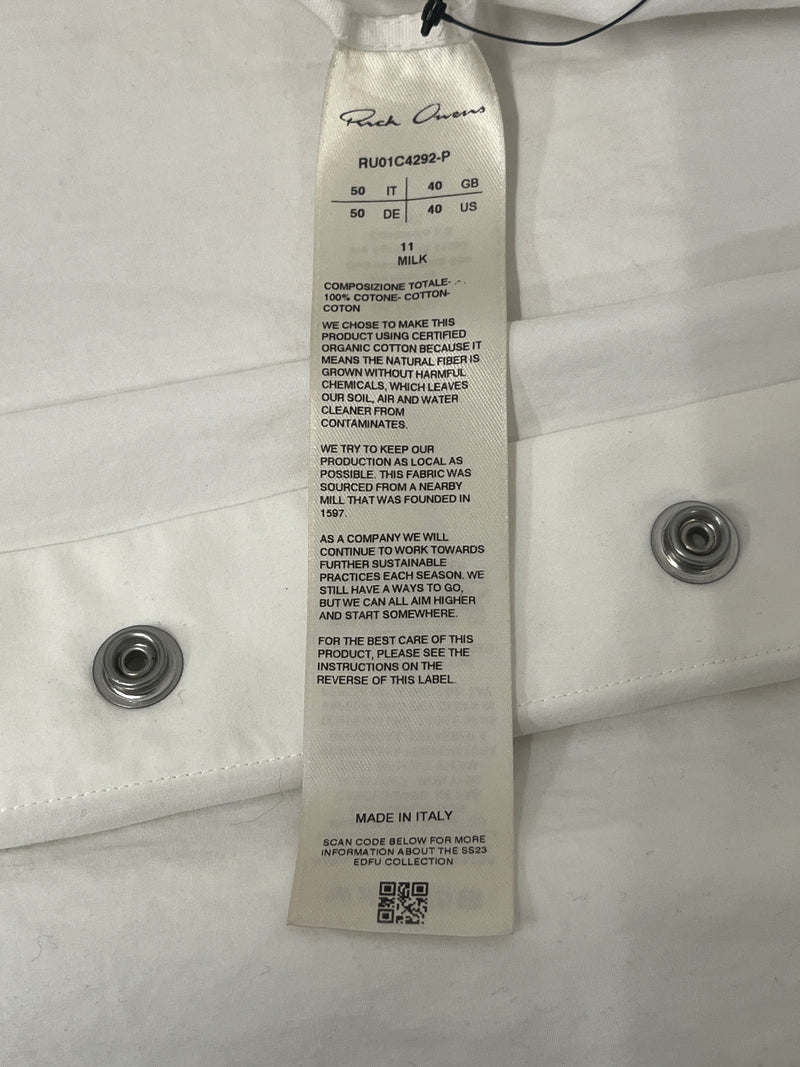 Rick Owens
RU01C4292-P
50 IT 40 GB
50 DE 40 US
11
MILK
COMPOSIZIONE TOTALE- -.
100% COTONE- COTTON-
COTON
WE CHOSE TO MAKE THIS
PRODUCT USING CERTIFIED
ORGANIC COTTON BECAUSE IT
MEANS THE NATURAL FIBER IS
GROWN WITHOUT HARMFUL
CHEMICALS, WHICH LEAVES
OUR SOIL, AIR AND WATER
CLEANER FROM
CONTAMINATES.
WE TRY TO KEEP OUR
PRODUCTION AS LOCAL AS
POSSIBLE. THIS FABRIC WAS
SOURCED FROM A NEARBY
MILL THAT WAS FOUNDED IN
1597.
AS A COMPANY WE WILL
CONTINUE TO WORK TOWARDS
FURTHER SUSTAINABLE
PRACTICES EACH SEASON. WE
STILL HAVE A WAYS TO GO,
BUT WE CAN ALL AIM HIGHER
AND START SOMEWHERE.
FOR THE BEST CARE OF THIS
PRODUCT, PLEASE SEE THE
INSTRUCTIONS ON THE
REVERSE OF THIS LABEL.
MADE IN ITALY
SCAN CODE BELOW FOR MORE
INFORMATION ABOUT THE SS23
EDFU COLLECTION